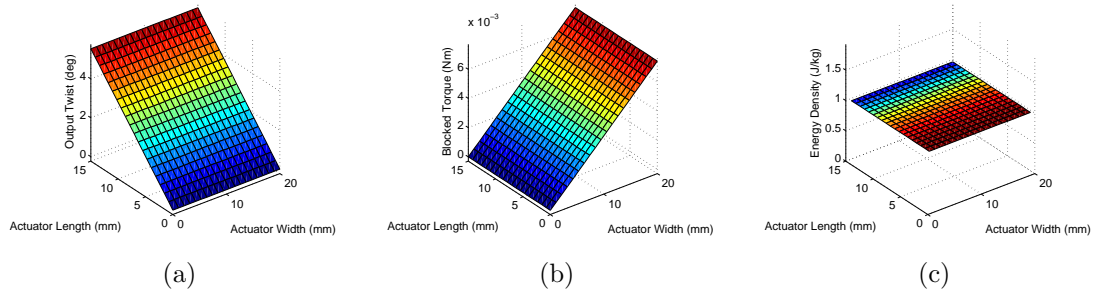 4
2
0
Output Twist (deg)
15
10
5
0
0
10
20
Actuator Length (mm)
Actuator Width (mm)
(a)
x 10⁻³
8
6
4
2
0
Blocked Torque (Nm)
15
10
5
0
0
10
20
Actuator Length (mm)
Actuator Width (mm)
(b)
1.5
1
0.5
0
Energy Density (J/kg)
15
10
5
0
0
10
20
Actuator Length (mm)
Actuator Width (mm)
(c)